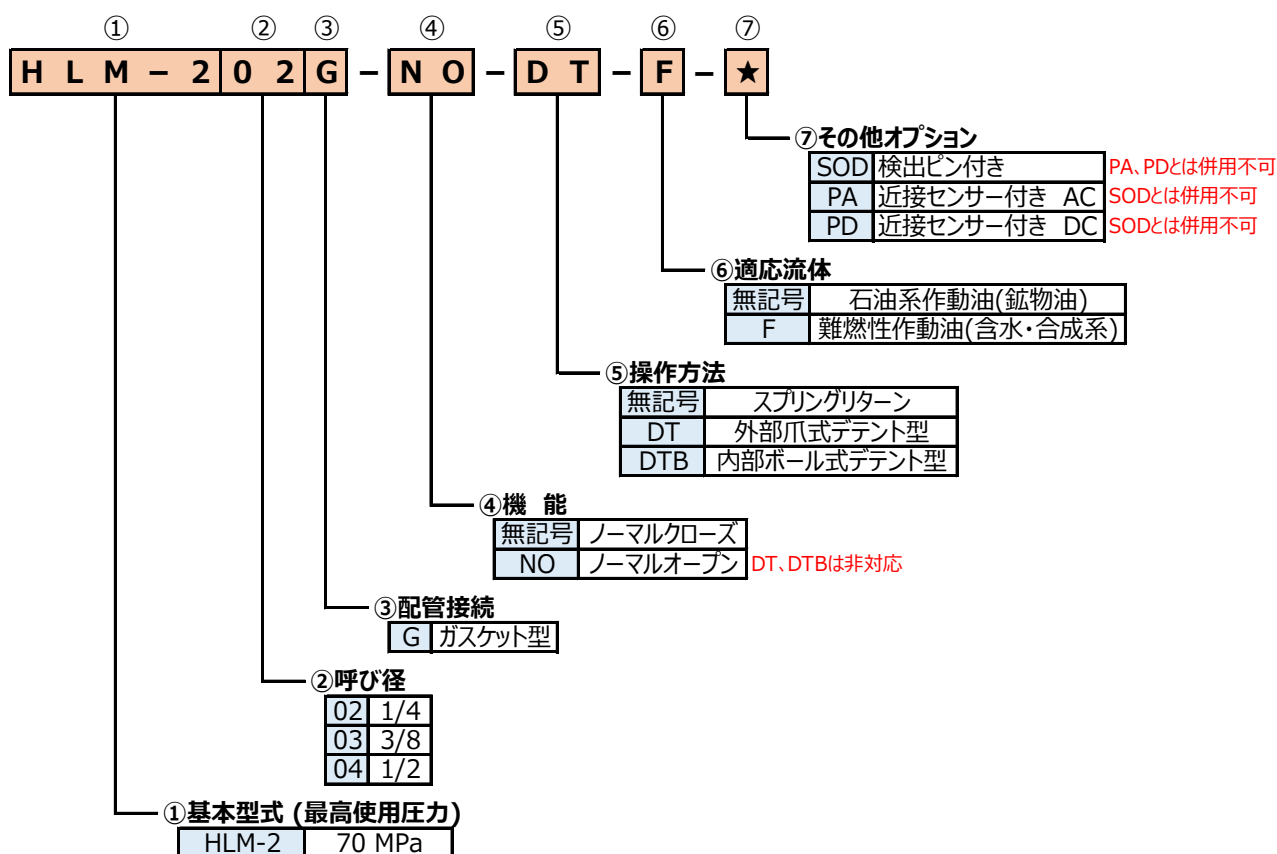 ① ② ③ ④ ⑤ ⑥ ⑦
HLM-202G-NO-DT-F-★
⑦その他オプション
SOD 検出ピン付き PA、PDとは併用不可
PA 近接センサー付き AC SODとは併用不可
PD 近接センサー付き DC SODとは併用不可
⑥適応流体
無記号 石油系作動油(鉱物油)
F 難燃性作動油(含水・合成系)
⑤操作方法
無記号 スプリングリターン
DT 外部爪式デテント型
DTB 内部ボール式デテント型
④機 能
無記号 ノーマルクローズ
NO ノーマルオープン DT、DTBは非対応
③配管接続
G ガスケット型
②呼び径
02 1/4
03 3/8
04 1/2
①基本型式 (最高使用圧力)
HLM-2 70 MPa